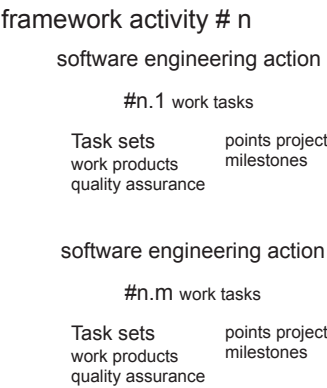 framework activity # n
software engineering action
#n.1 work tasks
Task sets
work products
quality assurance
points project
milestones
software engineering action
#n.m work tasks
Task sets
work products
quality assurance
points project
milestones